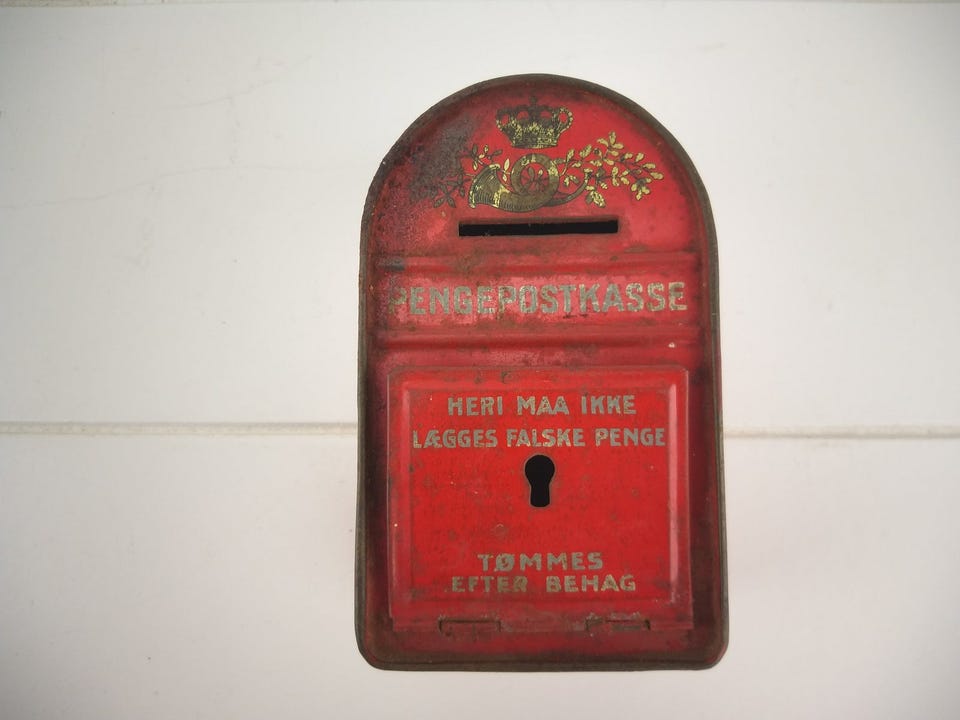 PENGEPOSTKASSE
HERI MAA IKKE
LÆGGES FALSKE PENGE
TØMMES
EFTER BEHAG